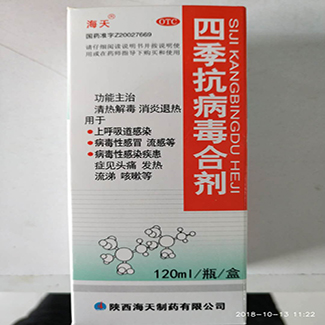 海天
OTC
国药准字Z20027669
请仔细阅读说明书并按说明使
用或在药师指导下购买和使用
功能主治
清热解毒 消炎退热
用于
•上呼吸道感染
•病毒性感冒 流感等
•病毒性感染疾患
症见头痛 发热
流涕 咳嗽等
四季抗病毒合剂
SIJI KANGBINGDU HEJI
120ml/瓶/盒
陕西海天制药有限公司
2018-10-13 11:22